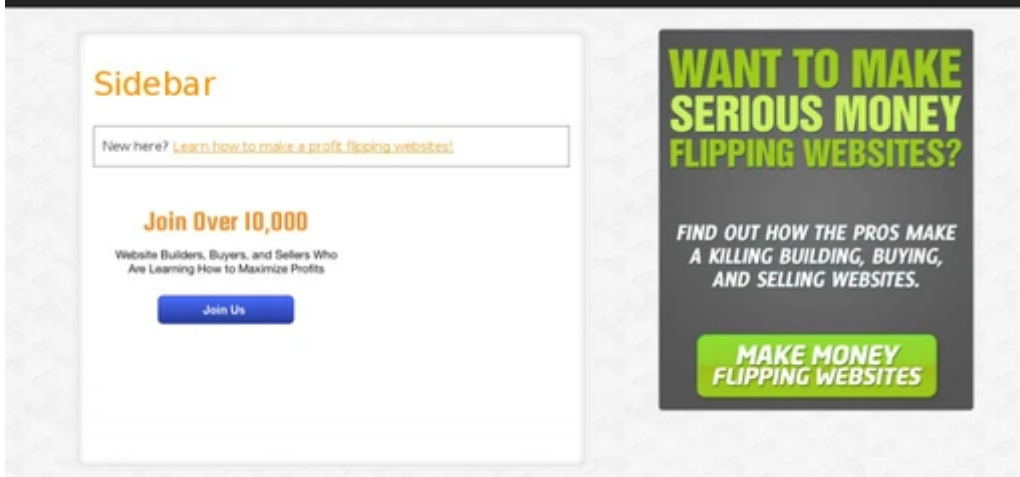 Sidebar
New here? Learn how to make a profit flipping websites!
Join Over 10,000
Website Builders, Buyers, and Sellers Who
Are Learning How to Maximize Profits
Join Us
WANT TO MAKE
SERIOUS MONEY
FLIPPING WEBSITES?
FIND OUT HOW THE PROS MAKE
A KILLING BUILDING, BUYING,
AND SELLING WEBSITES.
MAKE MONEY
FLIPPING WEBSITES